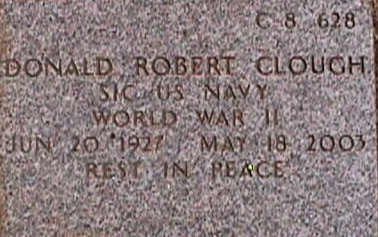 C 8 628
DONALD ROBERT CLOUGH
S1C US NAVY
WORLD WAR II
JUN 20 1927 MAY 18 2003
REST IN PEACE